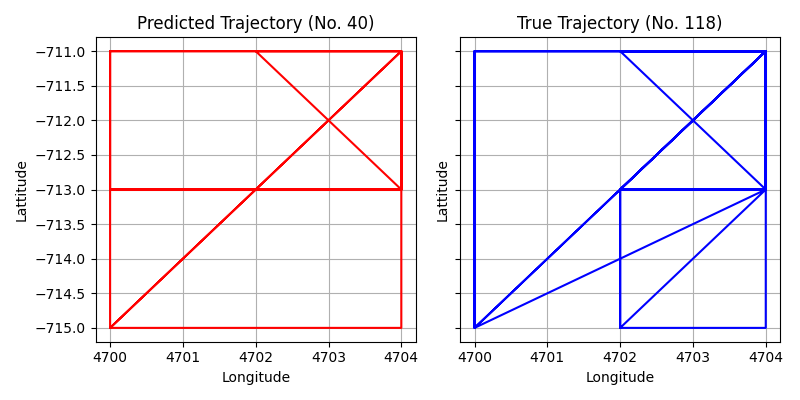 Predicted Trajectory (No. 40)
True Trajectory (No. 118)
Lattitude
−711.0
−711.5
−712.0
−712.5
−713.0
−713.5
−714.0
−714.5
−715.0
4700 4701 4702 4703 4704
Longitude
Lattitude
4700 4701 4702 4703 4704
Longitude